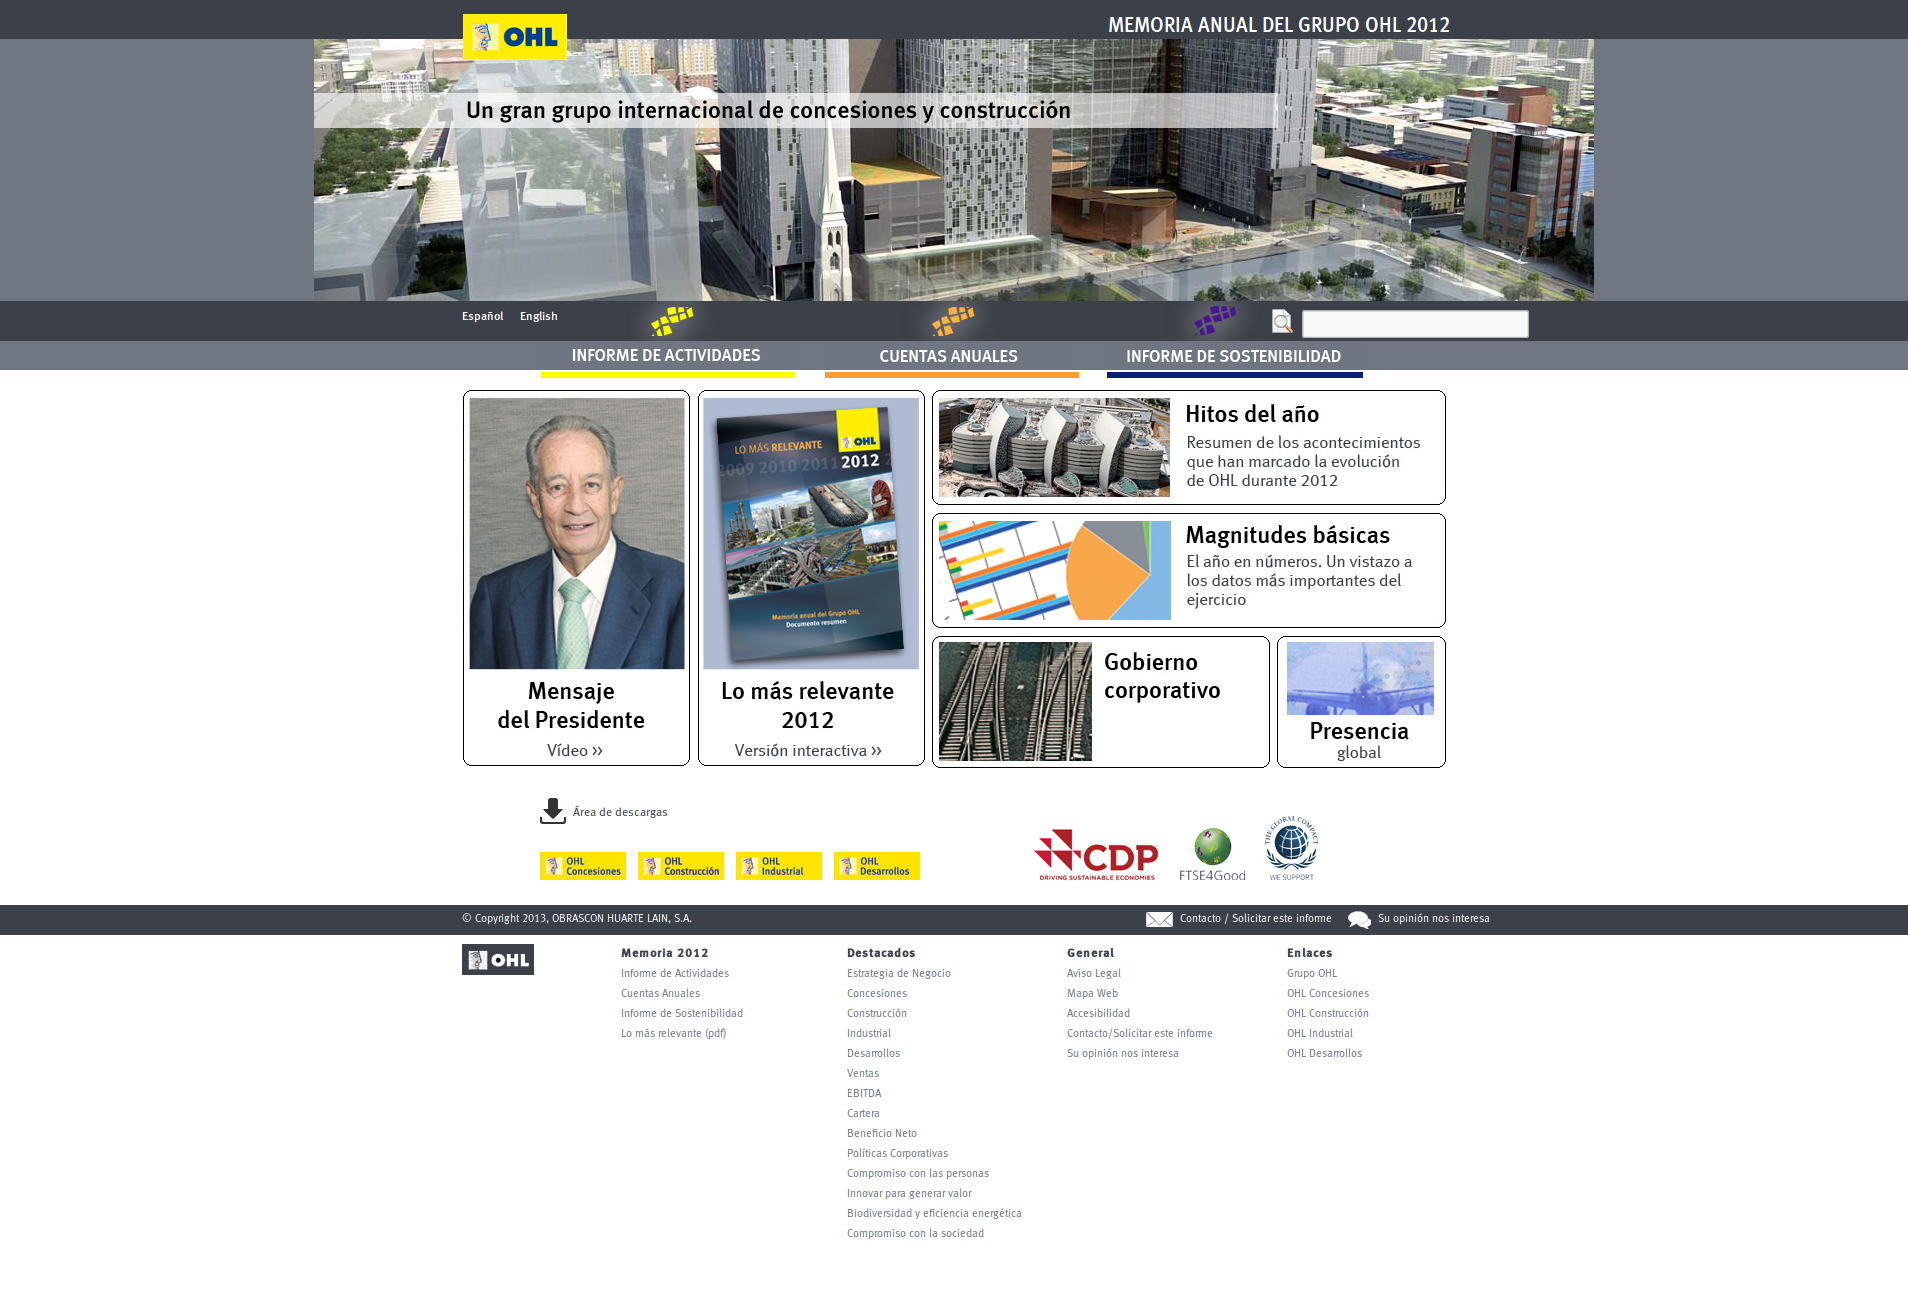 OHL
MEMORIA ANUAL DEL GRUPO OHL 2012
Un gran grupo internacional de concesiones y construcción
Español English
INFORME DE ACTIVIDADES
CUENTAS ANUALES
INFORME DE SOSTENIBILIDAD
LO MÁS RELEVANTE
OHL
2009 2010 2011 2012
Memoria anual del Grupo OHL
Documento resumen
Mensaje
del Presidente
Vídeo >>
Lo más relevante
2012
Versión interactiva >>
Hitos del año
Resumen de los acontecimientos
que han marcado la evolución
de OHL durante 2012
Magnitudes básicas
El año en números. Un vistazo a
los datos más importantes del
ejercicio
Gobierno
corporativo
Presencia
global
Área de descargas
OHL
Concesiones
OHL
Construcción
OHL
Industrial
OHL
Desarrollos
CDP
DRIVING SUSTAINABLE ECONOMIES
FTSE4Good
THE GLOBAL COMPACT
WE SUPPORT
© Copyright 2013, OBRASCON HUARTE LAIN, S.A.
Contacto / Solicitar este informe
Su opinión nos interesa
OHL
Memoria 2012
Informe de Actividades
Cuentas Anuales
Informe de Sostenibilidad
Lo más relevante (pdf)
Destacados
Estrategia de Negocio
Concesiones
Construcción
Industrial
Desarrollos
Ventas
EBITDA
Cartera
Beneficio Neto
Políticas Corporativas
Compromiso con las personas
Innovar para generar valor
Biodiversidad y eficiencia energética
Compromiso con la sociedad
General
Aviso Legal
Mapa Web
Accesibilidad
Contacto/Solicitar este informe
Su opinión nos interesa
Enlaces
Grupo OHL
OHL Concesiones
OHL Construcción
OHL Industrial
OHL Desarrollos